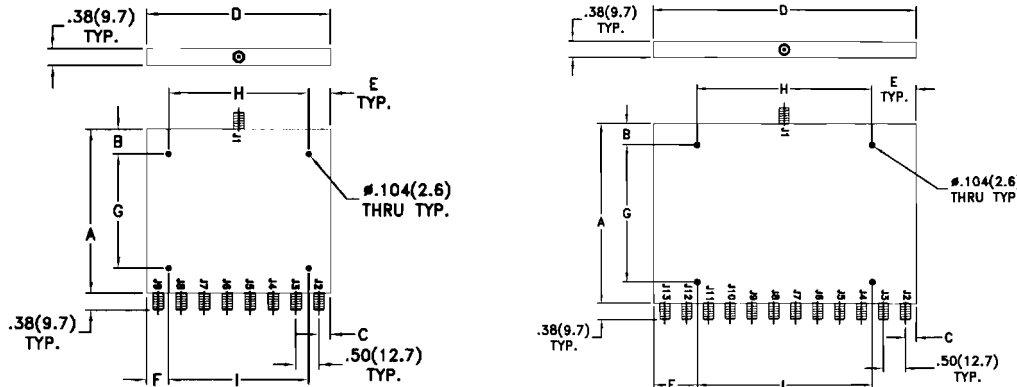 D
.38(9.7)
TYP.
E
TYP.
H
J1
B
G
A
ø.104(2.6)
THRU TYP.
J9 J8 J7 J6 J5 J4 J3 J2
.38(9.7)
TYP.
C
.50(12.7)
TYP.
F
I
D
.38(9.7)
TYP.
H
E
TYP.
J1
B
G
A
ø.104(2.6)
THRU TYP
J13 J12 J11 J10 J9 J8 J7 J6 J5 J4 J3 J2
.38(9.7)
TYP.
C
.50(12.7)
TYP.
F
I